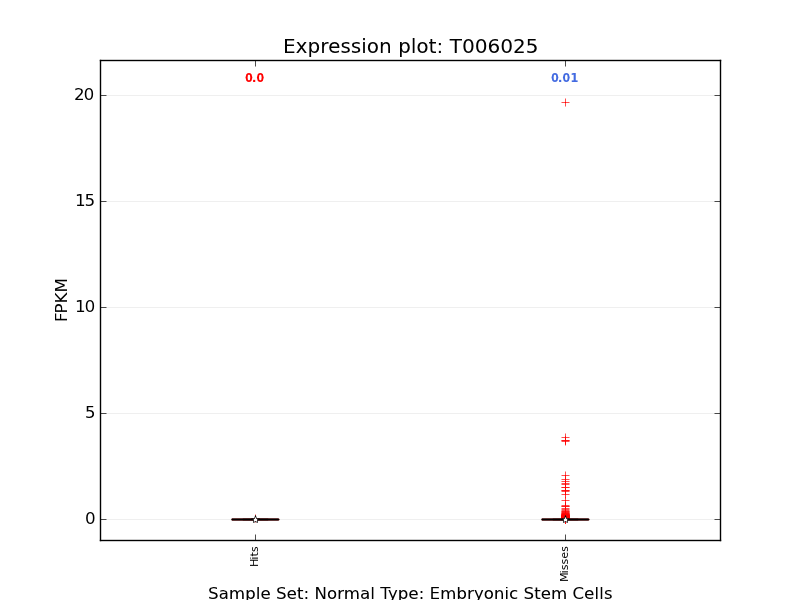 Expression plot: T006025
0.0 0.01
20
15
10
5
0
FPKM
Hits Misses
Sample Set: Normal Type: Embryonic Stem Cells